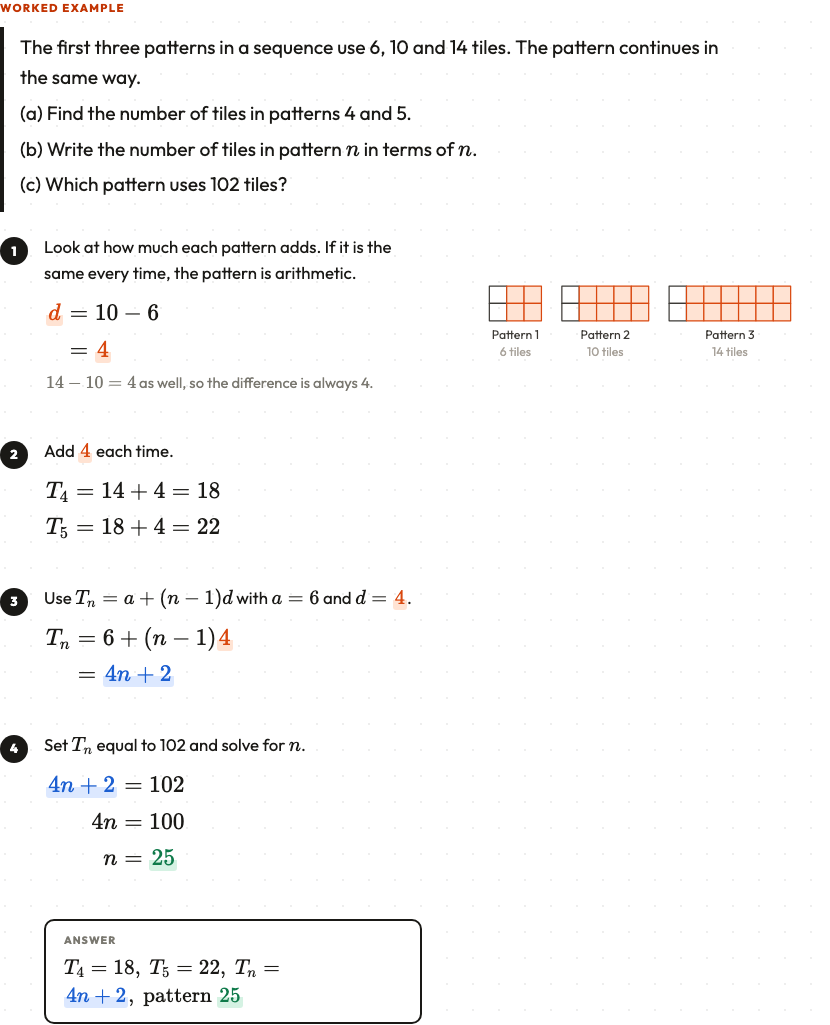 WORKED EXAMPLE
The first three patterns in a sequence use 6, 10 and 14 tiles. The pattern continues in
the same way.
(a) Find the number of tiles in patterns 4 and 5.
(b) Write the number of tiles in pattern n in terms of n.
(c) Which pattern uses 102 tiles?
1
Look at how much each pattern adds. If it is the
same every time, the pattern is arithmetic.
d = 10 − 6
= 4
14 − 10 = 4 as well, so the difference is always 4.
Pattern 1 Pattern 2 Pattern 3
6 tiles 10 tiles 14 tiles
2 Add 4 each time.
T₄ = 14 + 4 = 18
T₅ = 18 + 4 = 22
3 Use Tₙ = a + (n − 1)d with a = 6 and d = 4.
Tₙ = 6 + (n − 1)4
= 4n + 2
4 Set Tₙ equal to 102 and solve for n.
4n + 2 = 102
4n = 100
n = 25
ANSWER
T₄ = 18, T₅ = 22, Tₙ =
4n + 2, pattern 25